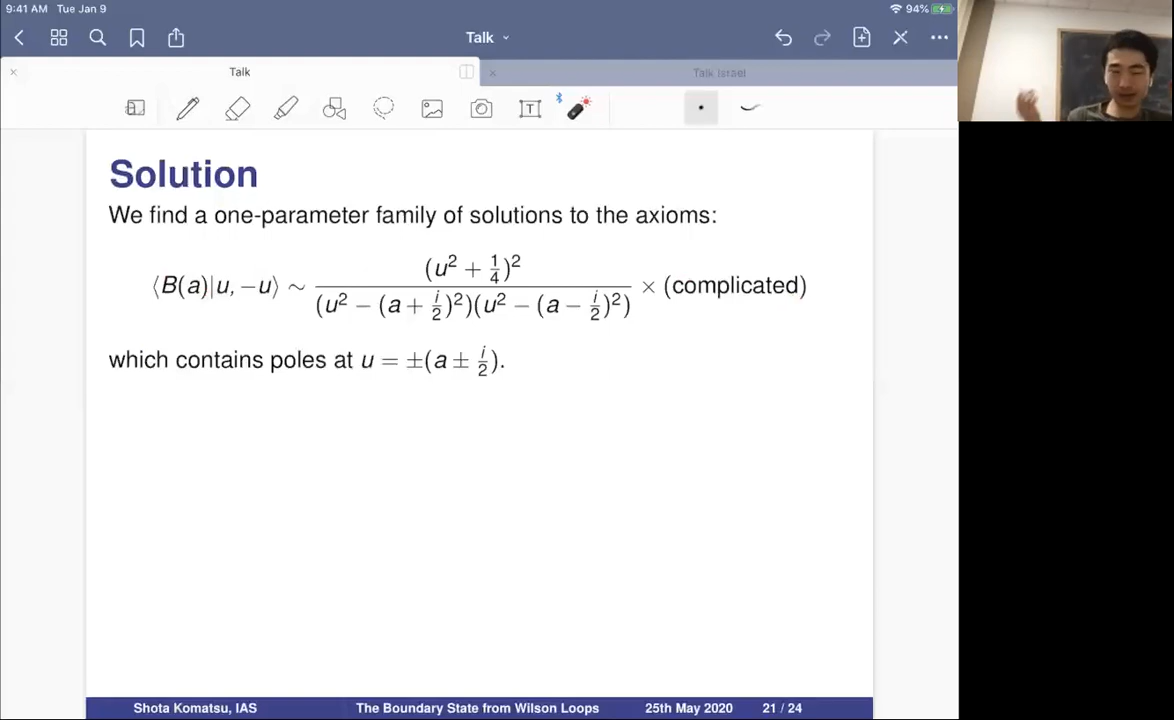 9:41 AM Tue Jan 9
94%
Talk
Talk
Talk Israel
T
Solution
We find a one-parameter family of solutions to the axioms:
⟨B(a)|u, −u⟩ ∼ (u² + 1/4)² / ((u² − (a + i/2)²)(u² − (a − i/2)²)) × (complicated)
which contains poles at u = ±(a ± i/2).
Shota Komatsu, IAS The Boundary State from Wilson Loops 25th May 2020 21 / 24